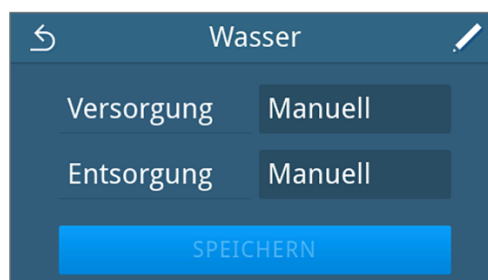 Wasser
Versorgung Manuell
Entsorgung Manuell
SPEICHERN